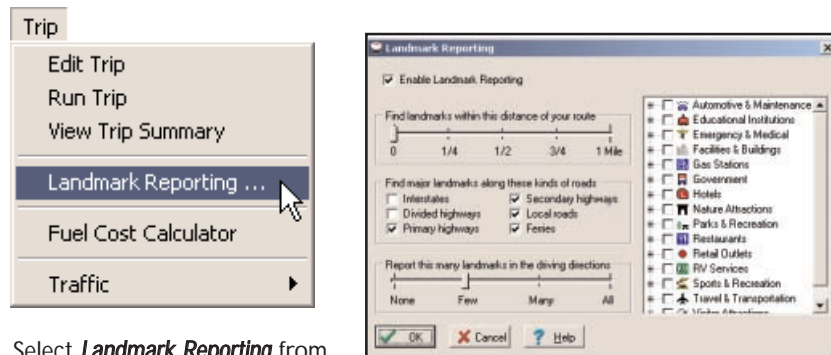 Trip
Edit Trip
Run Trip
View Trip Summary
Landmark Reporting ...
Fuel Cost Calculator
Traffic
Select Landmark Reporting from
Landmark Reporting
Enable Landmark Reporting
Find landmarks within this distance of your route
0 1/4 1/2 3/4 1 Mile
Find major landmarks along these kinds of roads
Interstates Secondary highways
Divided highways Local roads
Primary highways Ferries
Report this many landmarks in the driving directions
None Few Many All
OK Cancel Help
Automotive & Maintenance
Educational Institutions
Emergency & Medical
Facilities & Buildings
Gas Stations
Government
Hotels
Nature Attractions
Parks & Recreation
Restaurants
Retail Outlets
RV Services
Sports & Recreation
Travel & Transportation
Visitor Attractions